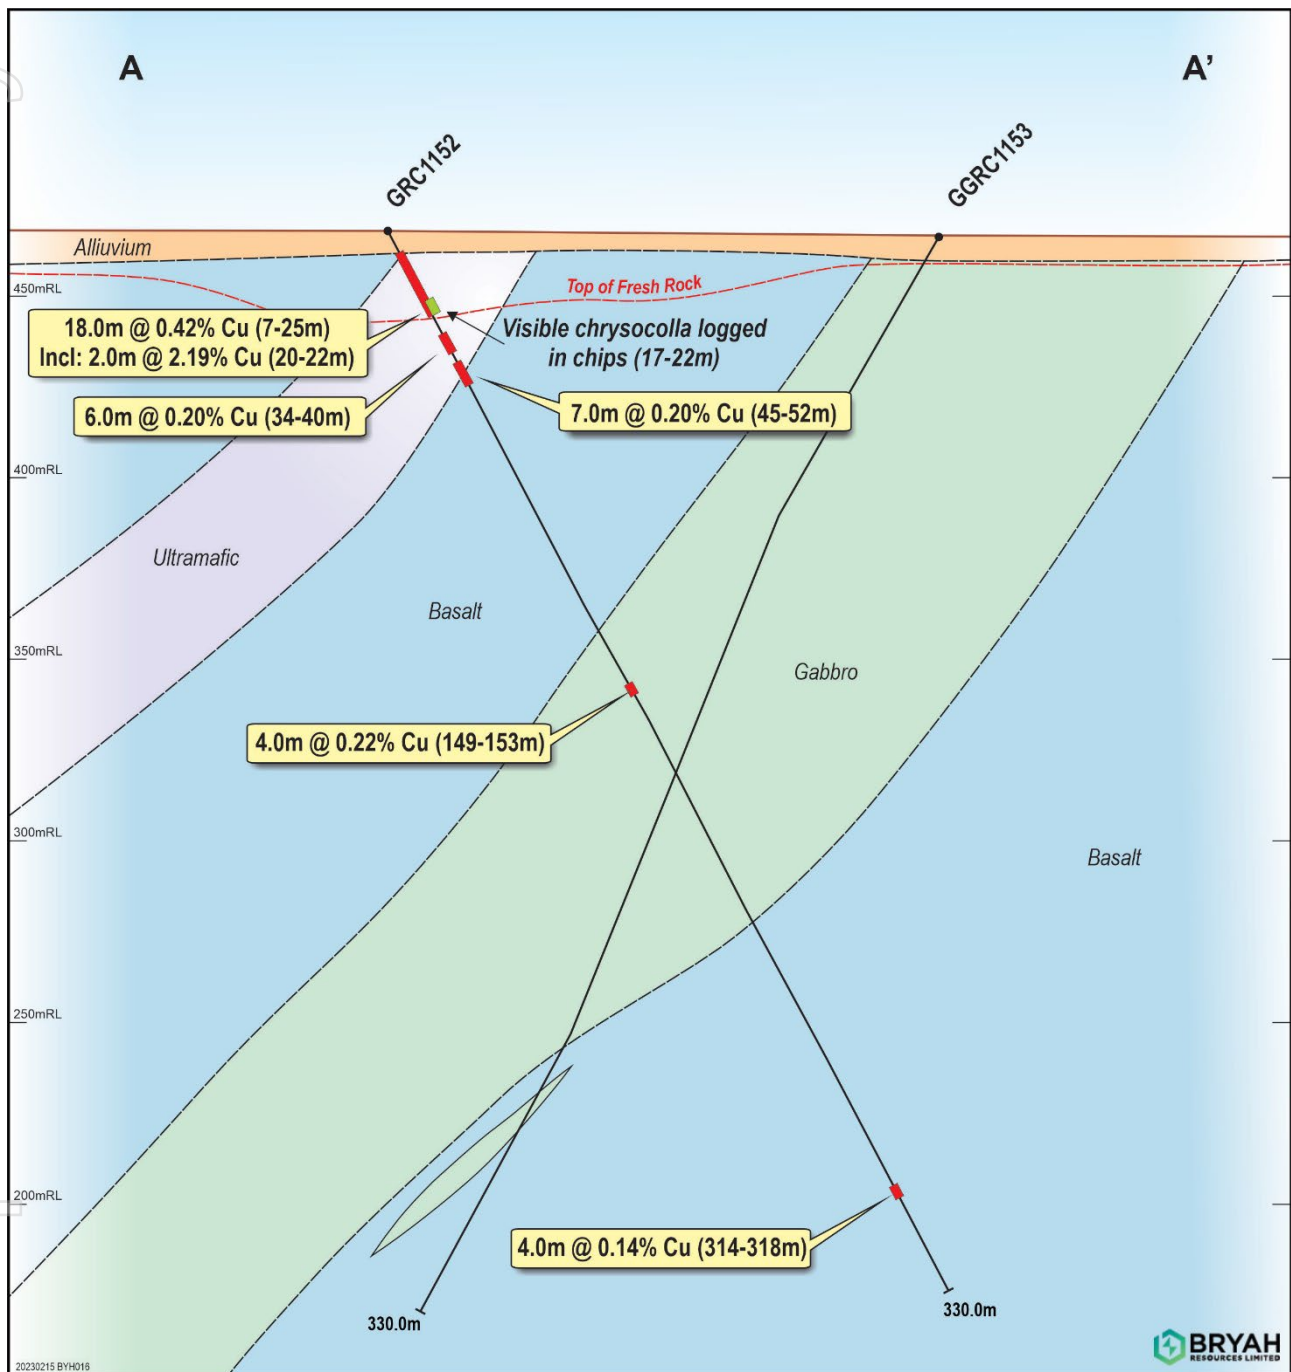 A
A’
GRC1152
GGRC1153
Alliuvium
Top of Fresh Rock
450mRL
18.0m @ 0.42% Cu (7-25m)
Incl: 2.0m @ 2.19% Cu (20-22m)
Visible chrysocolla logged
in chips (17-22m)
6.0m @ 0.20% Cu (34-40m)
7.0m @ 0.20% Cu (45-52m)
400mRL
Ultramafic
Basalt
350mRL
Gabbro
4.0m @ 0.22% Cu (149-153m)
300mRL
Basalt
250mRL
200mRL
4.0m @ 0.14% Cu (314-318m)
330.0m
330.0m
BRYAH
RESOURCES LIMITED
20230215 BYH016